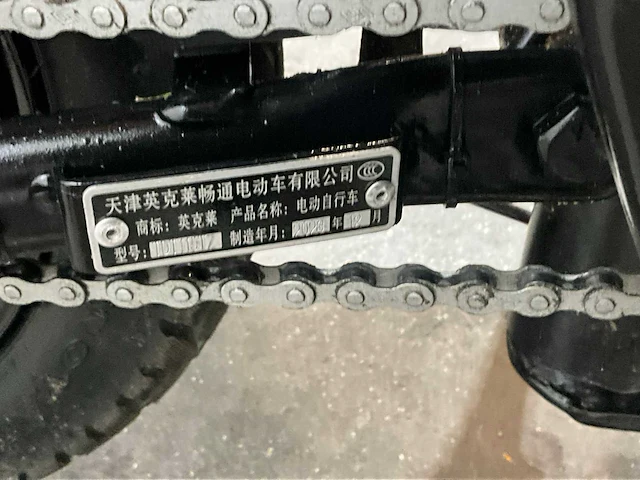 天津英克莱畅通电动车有限公司
商标：英克莱 产品名称：电动自行车
型号： 制造年月： 年 12 月